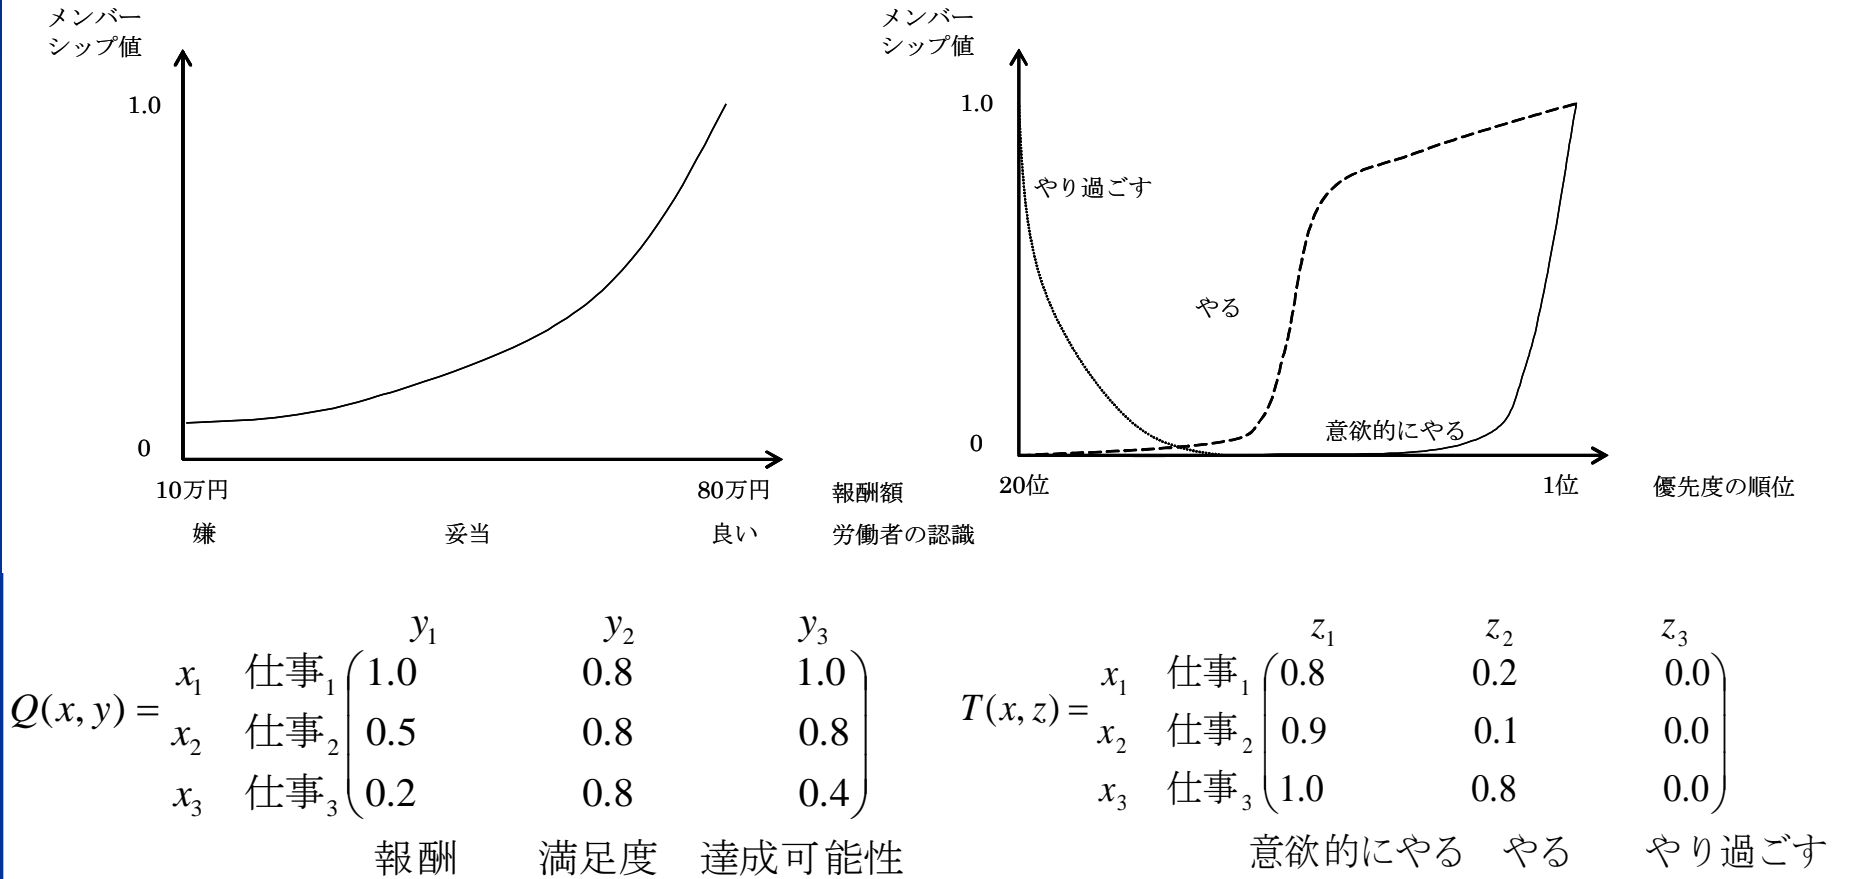 メンバー
シップ値
1.0
0
10万円
80万円
報酬額
嫌
妥当
良い
労働者の認識
メンバー
シップ値
1.0
やり過ごす
やる
意欲的にやる
0
20位
1位
優先度の順位
y₁ y₂ y₃
Q(x, y) =
x₁ 仕事₁ 1.0 0.8 1.0
x₂ 仕事₂ 0.5 0.8 0.8
x₃ 仕事₃ 0.2 0.8 0.4
報酬 満足度 達成可能性
z₁ z₂ z₃
T(x, z) =
x₁ 仕事₁ 0.8 0.2 0.0
x₂ 仕事₂ 0.9 0.1 0.0
x₃ 仕事₃ 1.0 0.8 0.0
意欲的にやる やる やり過ごす